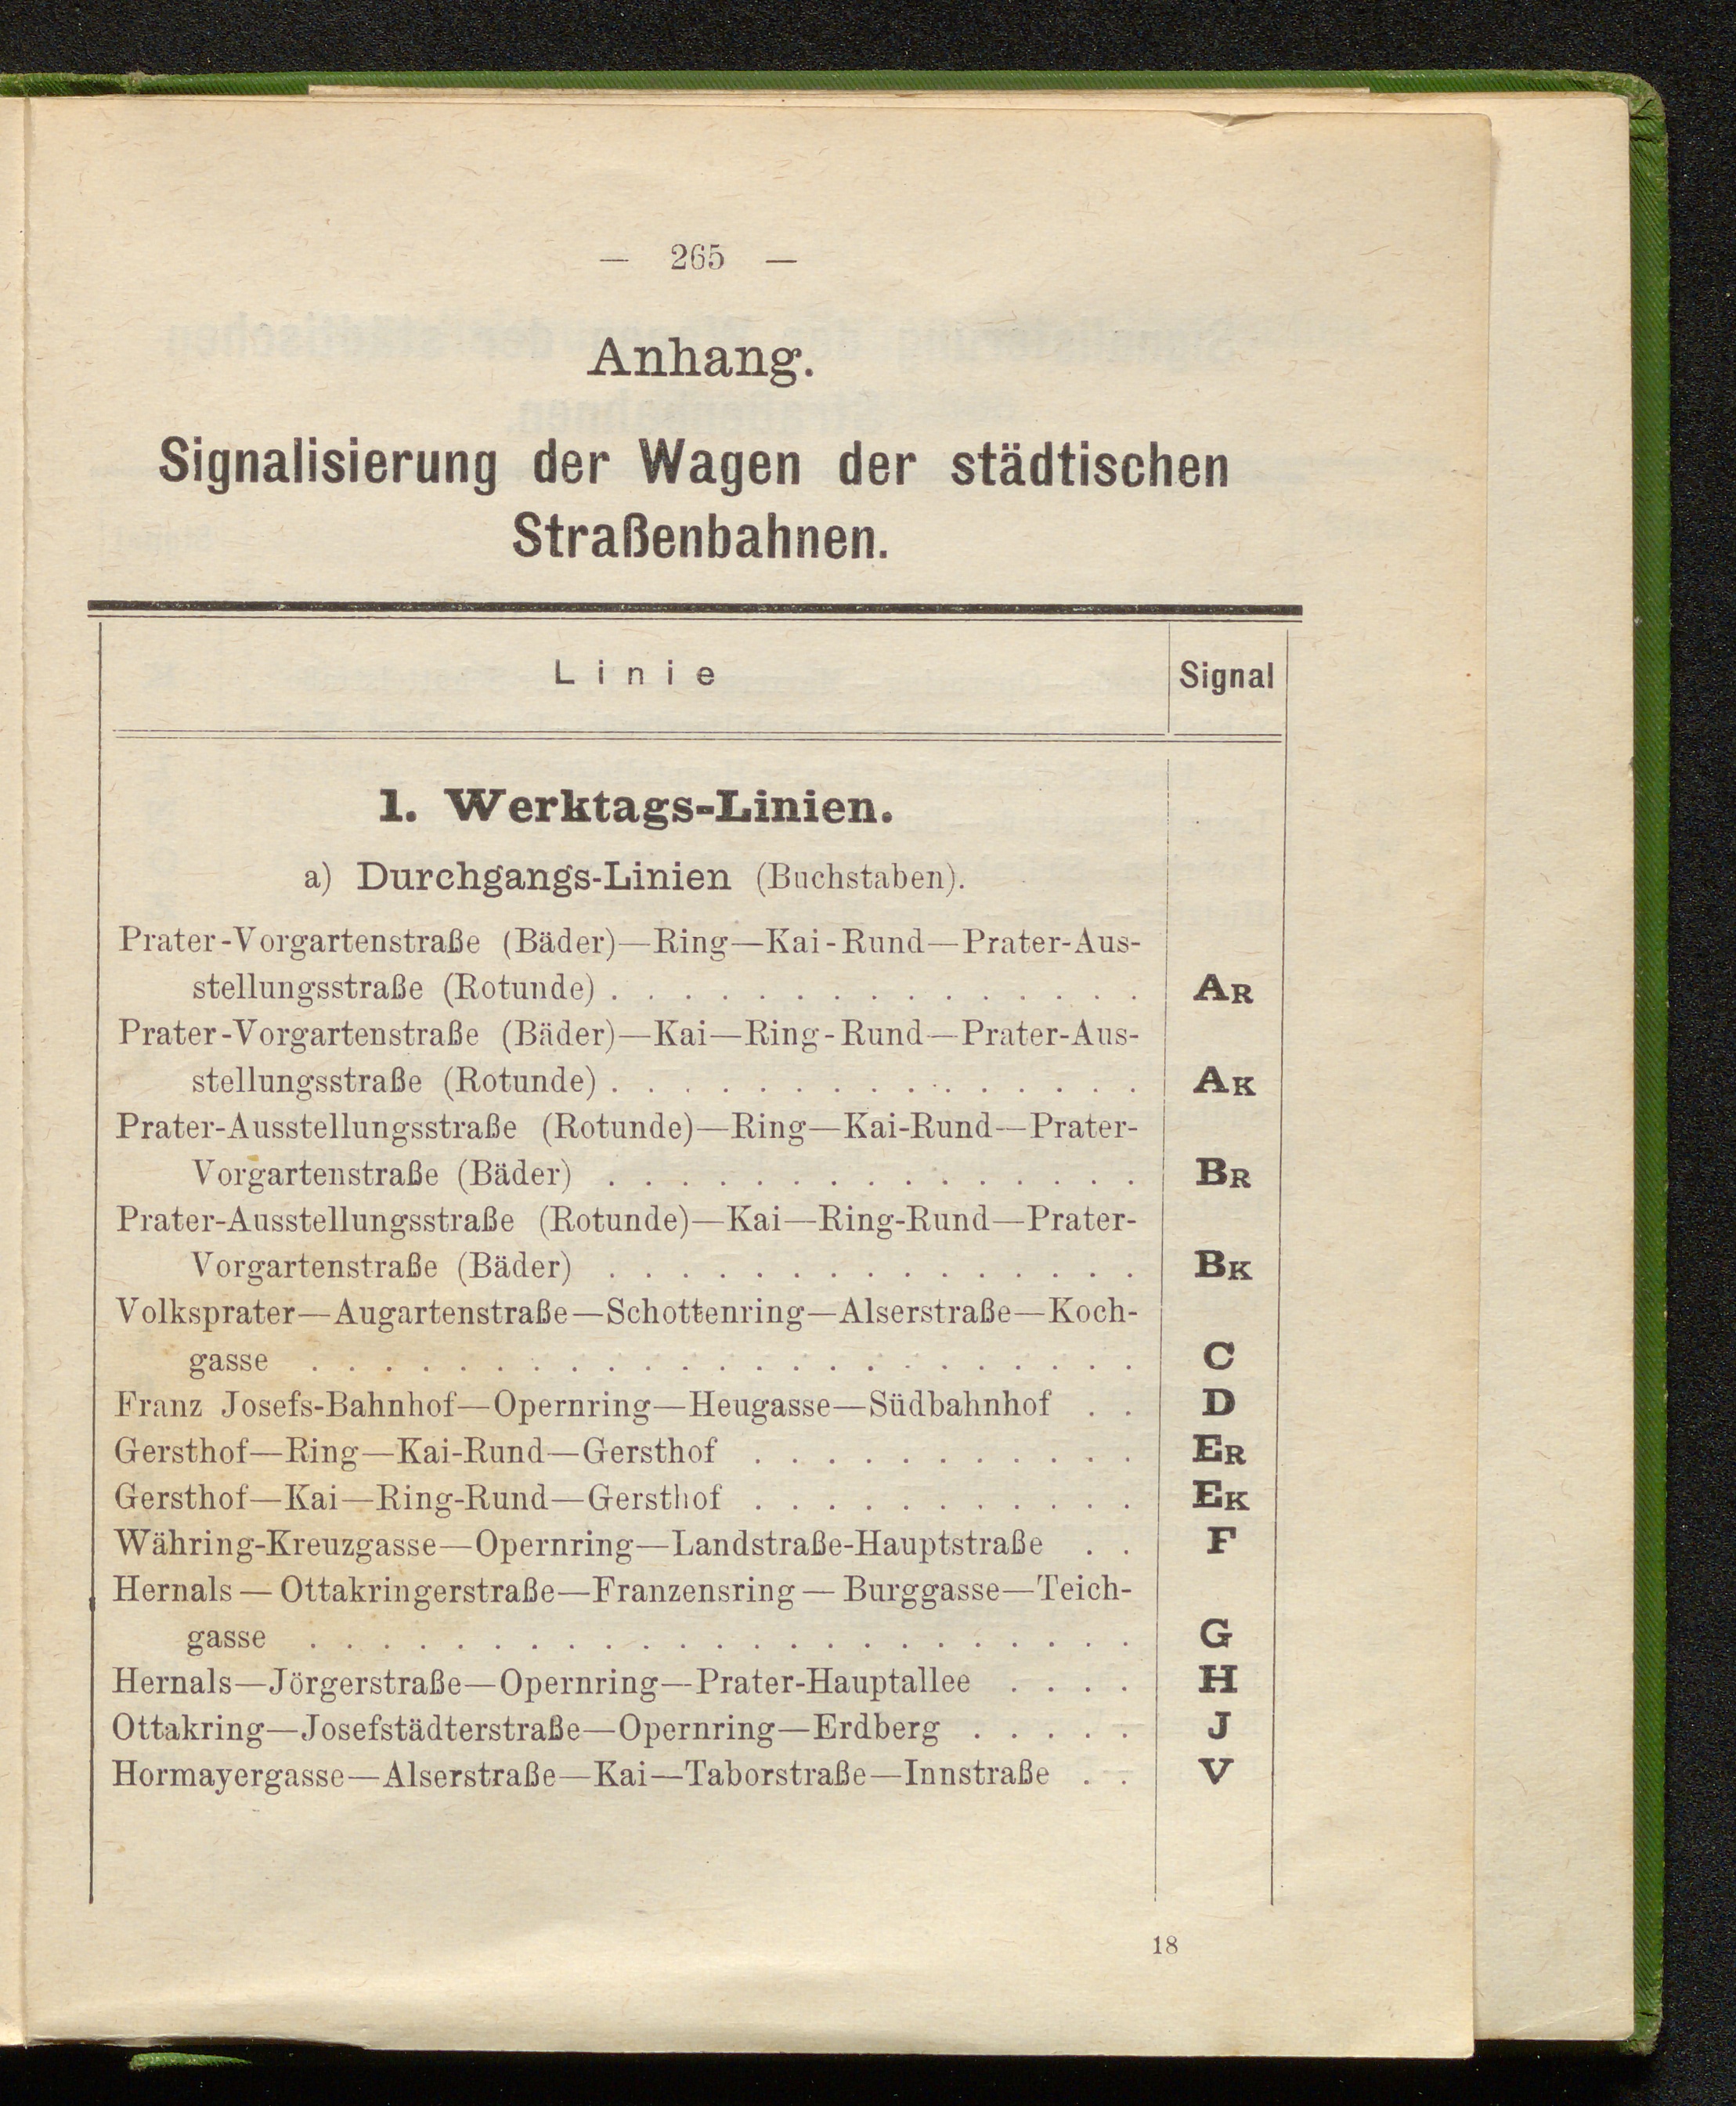 — 265 —
Anhang.
Signalisierung der Wagen der städtischen
Straßenbahnen.
Linie Signal
1. Werktags-Linien.
a) Durchgangs-Linien (Buchstaben).
Prater-Vorgartenstraße (Bäder)—Ring—Kai-Rund—Prater-Aus-
stellungsstraße (Rotunde) . . . . . . . . . . . . . . . AR
Prater-Vorgartenstraße (Bäder)—Kai—Ring-Rund—Prater-Aus-
stellungsstraße (Rotunde) . . . . . . . . . . . . . . . AK
Prater-Ausstellungsstraße (Rotunde)—Ring—Kai-Rund—Prater-
Vorgartenstraße (Bäder) . . . . . . . . . . . . . . . BR
Prater-Ausstellungsstraße (Rotunde)—Kai—Ring-Rund—Prater-
Vorgartenstraße (Bäder) . . . . . . . . . . . . . . . BK
Volksprater—Augartenstraße—Schottenring—Alserstraße—Koch-
gasse . . . . . . . . . . . . . . . . . . . . . . . C
Franz Josefs-Bahnhof—Opernring—Heugasse—Südbahnhof . . D
Gersthof—Ring—Kai-Rund—Gersthof . . . . . . . . . . . ER
Gersthof—Kai—Ring-Rund—Gersthof . . . . . . . . . . . EK
Währing-Kreuzgasse—Opernring—Landstraße-Hauptstraße . . F
Hernals — Ottakringerstraße—Franzensring — Burggasse—Teich-
gasse . . . . . . . . . . . . . . . . . . . . . . . G
Hernals—Jörgerstraße—Opernring—Prater-Hauptallee . . . . H
Ottakring—Josefstädterstraße—Opernring—Erdberg . . . . . J
Hormayergasse—Alserstraße—Kai—Taborstraße—Innstraße . . V
18